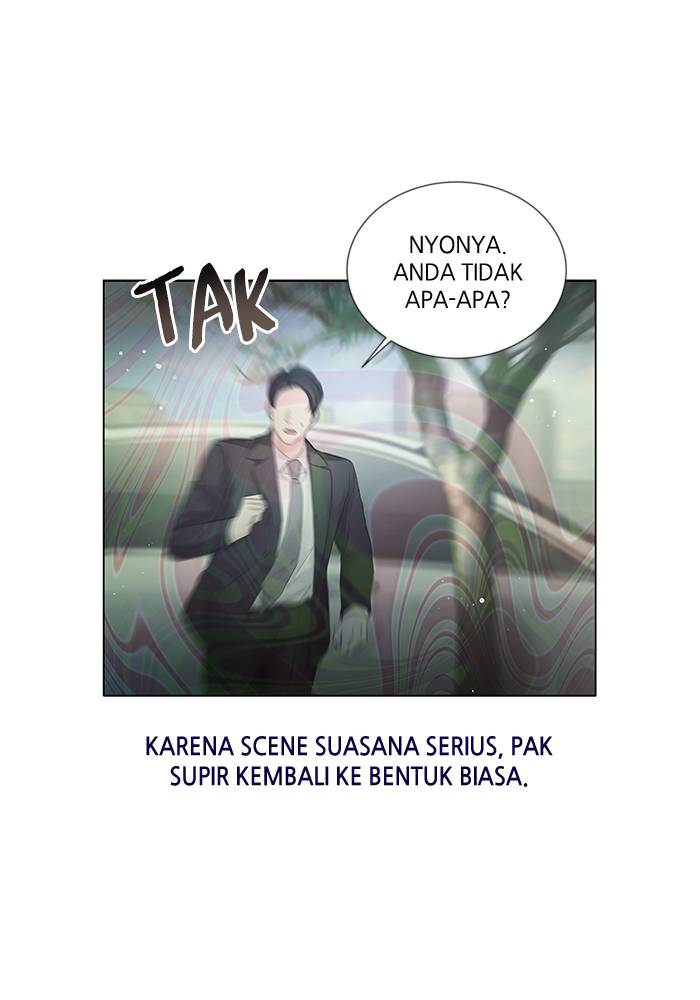 NYONYA.
ANDA TIDAK
APA-APA?
TAK
KARENA SCENE SUASANA SERIUS, PAK
SUPIR KEMBALI KE BENTUK BIASA.